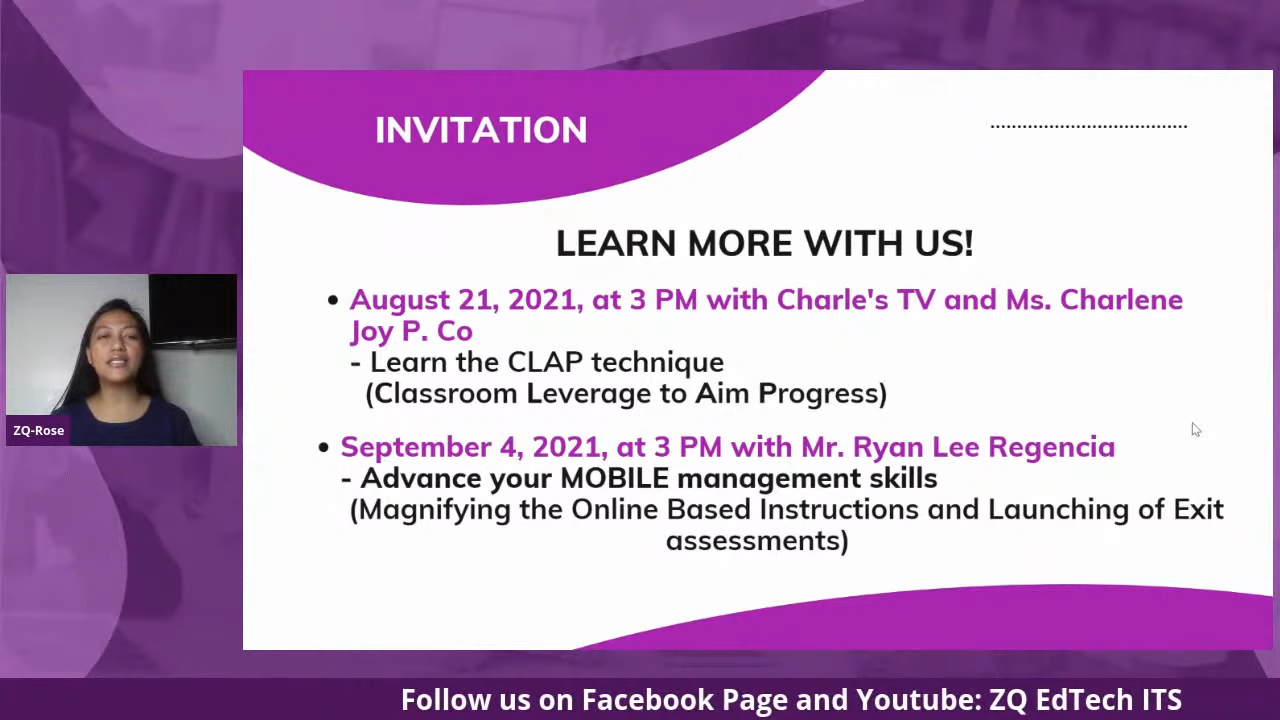 INVITATION
LEARN MORE WITH US!
• August 21, 2021, at 3 PM with Charle's TV and Ms. Charlene
Joy P. Co
- Learn the CLAP technique
(Classroom Leverage to Aim Progress)
• September 4, 2021, at 3 PM with Mr. Ryan Lee Regencia
- Advance your MOBILE management skills
(Magnifying the Online Based Instructions and Launching of Exit
assessments)
ZQ-Rose
Follow us on Facebook Page and Youtube: ZQ EdTech ITS